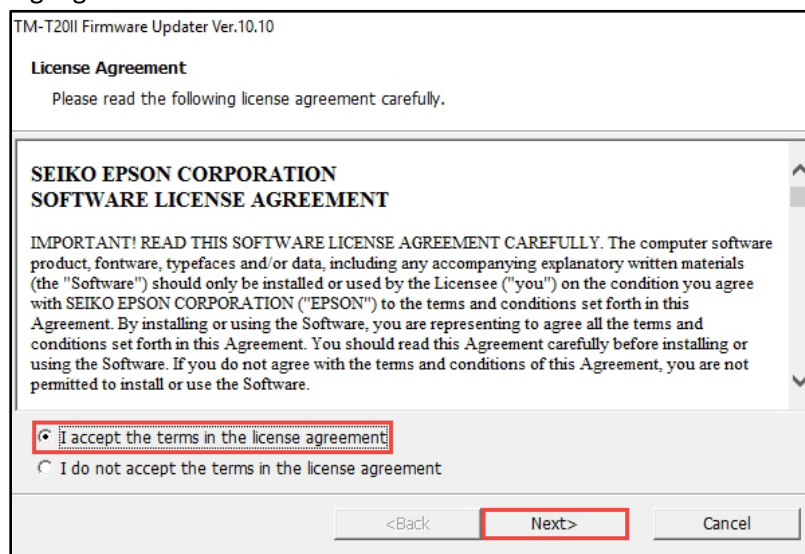 TM-T20II Firmware Updater Ver.10.10
License Agreement
Please read the following license agreement carefully.
SEIKO EPSON CORPORATION
SOFTWARE LICENSE AGREEMENT
IMPORTANT! READ THIS SOFTWARE LICENSE AGREEMENT CAREFULLY. The computer software
product, fontware, typefaces and/or data, including any accompanying explanatory written materials
(the "Software") should only be installed or used by the Licensee ("you") on the condition you agree
with SEIKO EPSON CORPORATION ("EPSON") to the terms and conditions set forth in this
Agreement. By installing or using the Software, you are representing to agree all the terms and
conditions set forth in this Agreement. You should read this Agreement carefully before installing or
using the Software. If you do not agree with the terms and conditions of this Agreement, you are not
permitted to install or use the Software.
I accept the terms in the license agreement
I do not accept the terms in the license agreement
<Back Next> Cancel